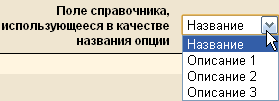 Поле справочника,
использующееся в качестве
названия опции
Название
Название
Описание 1
Описание 2
Описание 3